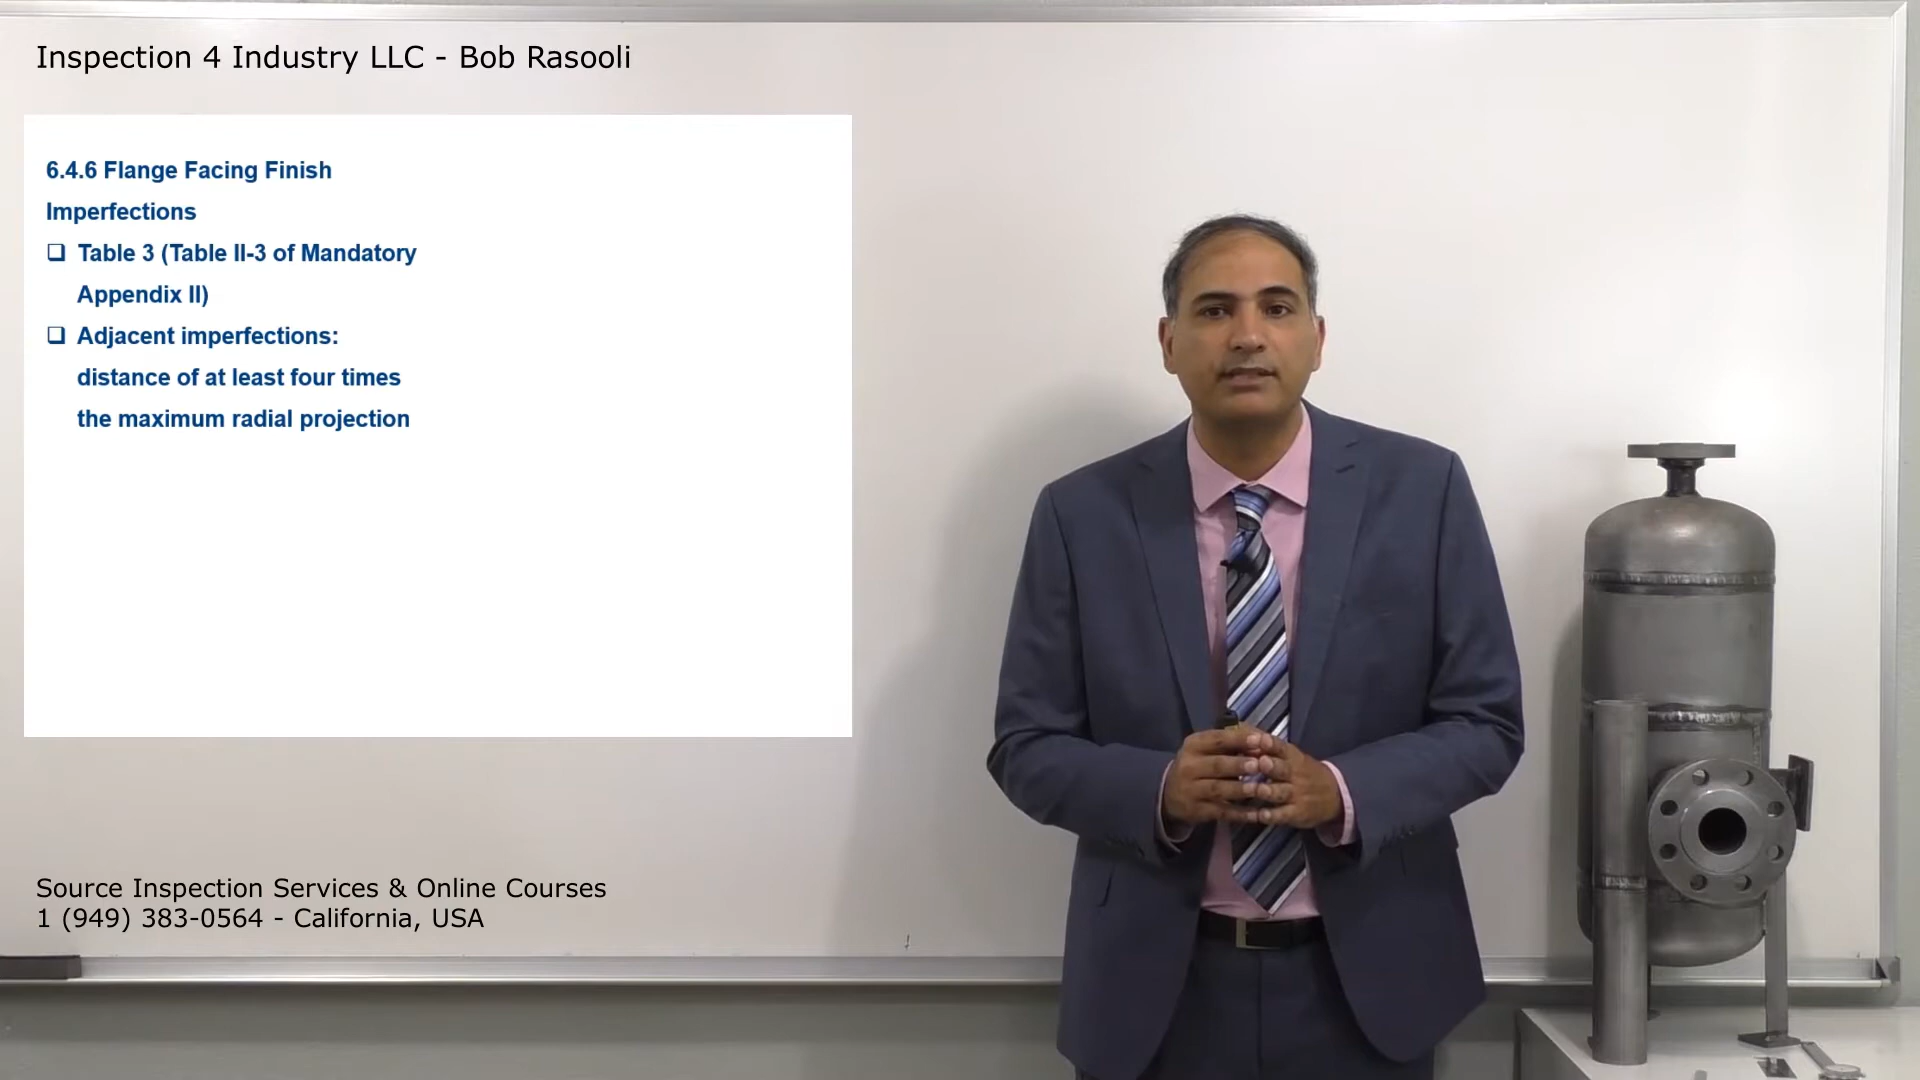 Inspection 4 Industry LLC - Bob Rasooli
6.4.6 Flange Facing Finish
Imperfections
❑ Table 3 (Table II-3 of Mandatory
Appendix II)
❑ Adjacent imperfections:
distance of at least four times
the maximum radial projection
Source Inspection Services & Online Courses
1 (949) 383-0564 - California, USA